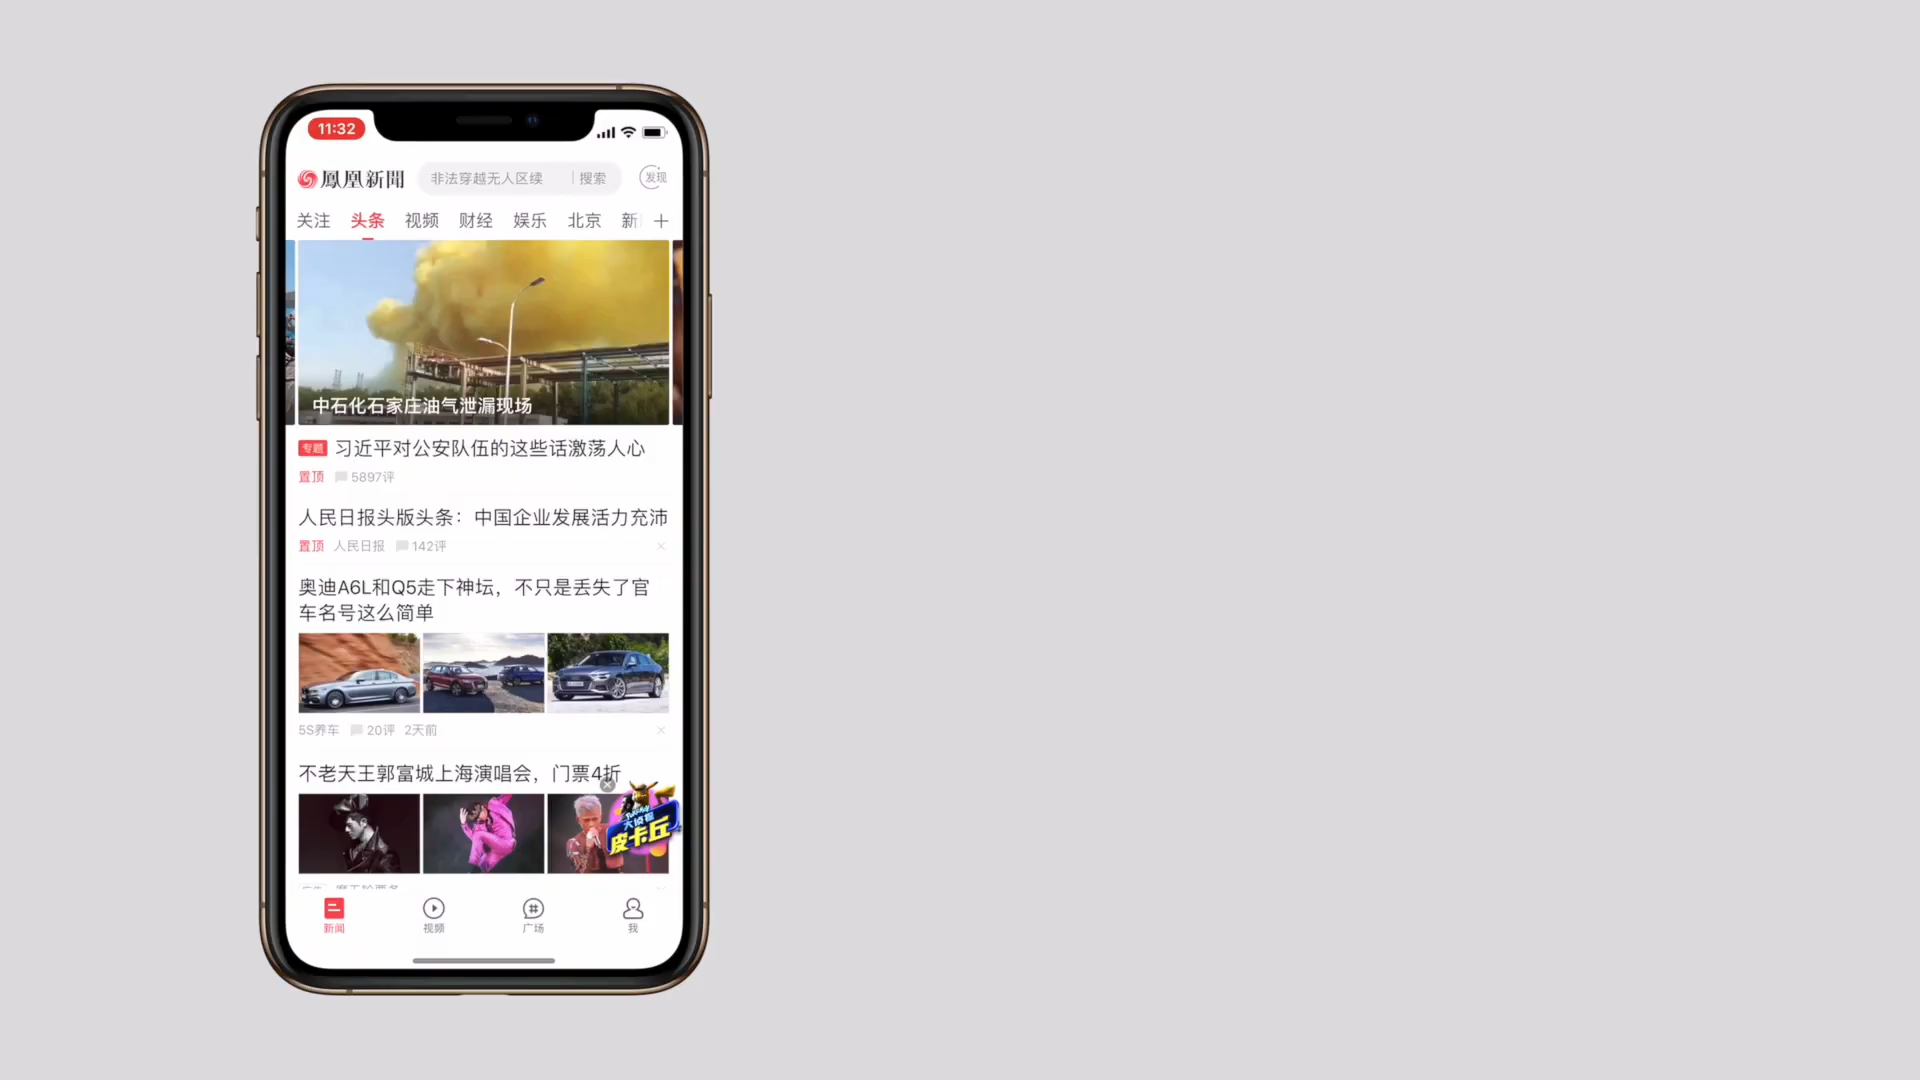 11:32
鳳凰新聞
非法穿越无人区续
搜索
发现
关注 头条 视频 财经 娱乐 北京 新
中石化石家庄油气泄漏现场
专题 习近平对公安队伍的这些话激荡人心
置顶 5897评
人民日报头版头条：中国企业发展活力充沛
置顶 人民日报 142评
奥迪A6L和Q5走下神坛，不只是丢失了官
车名号这么简单
5S养车 20评 2天前
不老天王郭富城上海演唱会，门票4折
大侦探
皮卡丘
新闻 视频 广场 我